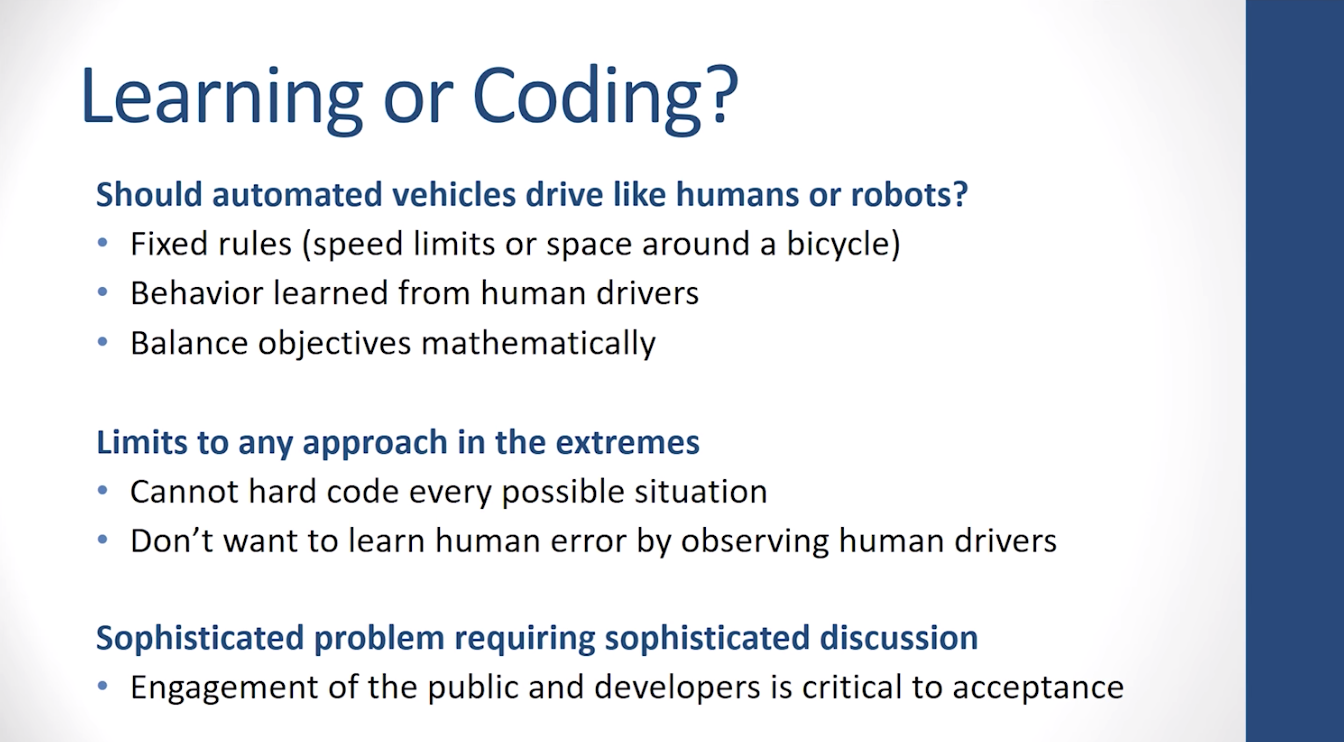 Learning or Coding?
Should automated vehicles drive like humans or robots?
• Fixed rules (speed limits or space around a bicycle)
• Behavior learned from human drivers
• Balance objectives mathematically
Limits to any approach in the extremes
• Cannot hard code every possible situation
• Don’t want to learn human error by observing human drivers
Sophisticated problem requiring sophisticated discussion
• Engagement of the public and developers is critical to acceptance